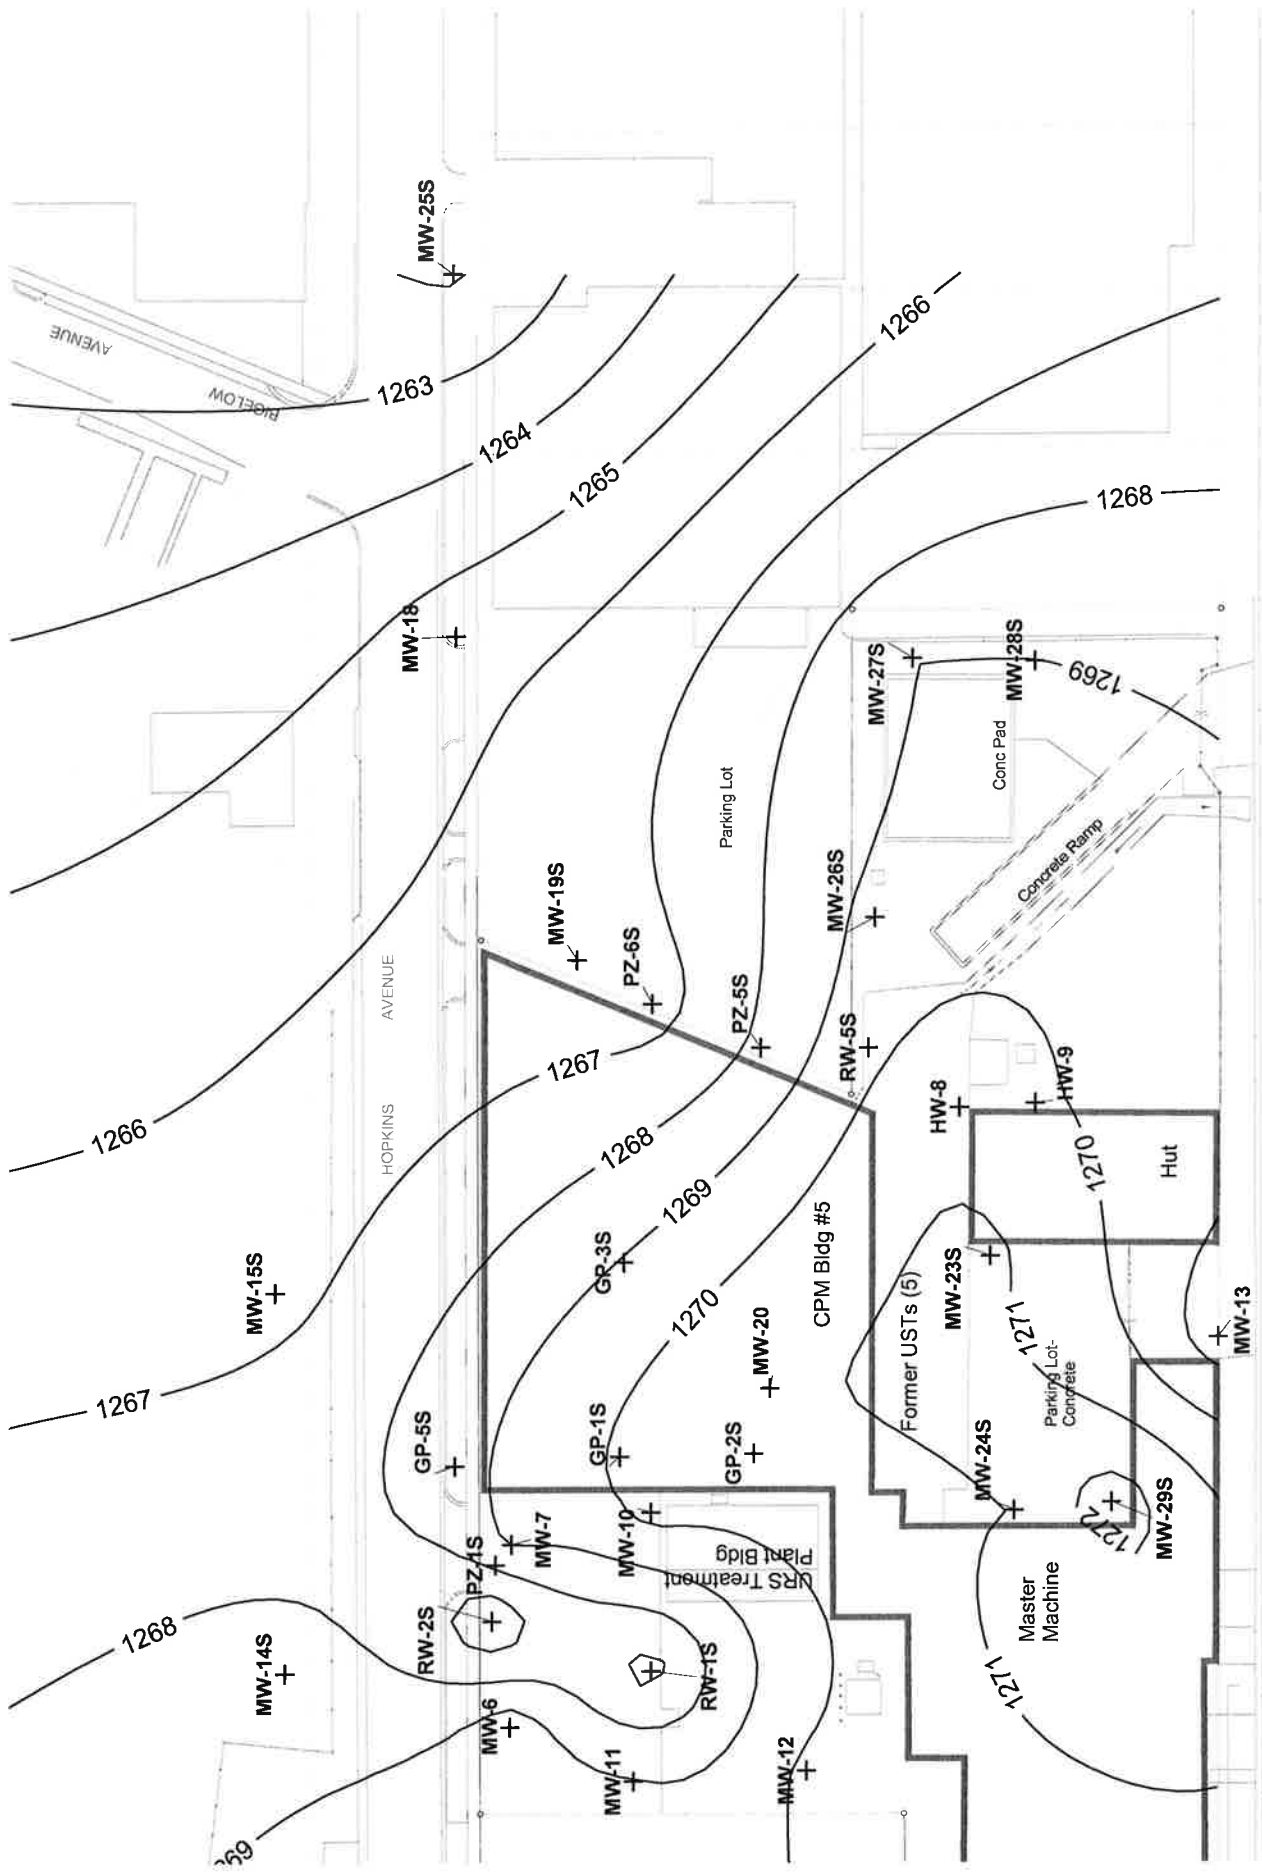 MW-25S
AVENUE
BIGELOW
1263
1264
1265
1266
1268
MW-18
MW-27S
MW-28S
1269
Conc Pad
Parking Lot
Concrete Ramp
MW-26S
MW-19S
PZ-6S
PZ-5S
RW-5S
HW-8
HW-9
HOPKINS AVENUE
1266
1267
1268
1269
1270
1270
Hut
CPM Bldg #5
MW-15S
GP-3S
MW-20
MW-23S
Former USTs (5)
1271
Parking Lot-
Concrete
MW-13
1267
GP-5S
GP-1S
GP-2S
MW-24S
MW-29S
1272
PZ-1S
MW-7
MW-10
URS Treatment
Plant Bldg
Master
Machine
1268
MW-14S
RW-2S
RW-1S
1271
MW-6
MW-11
MW-12
69